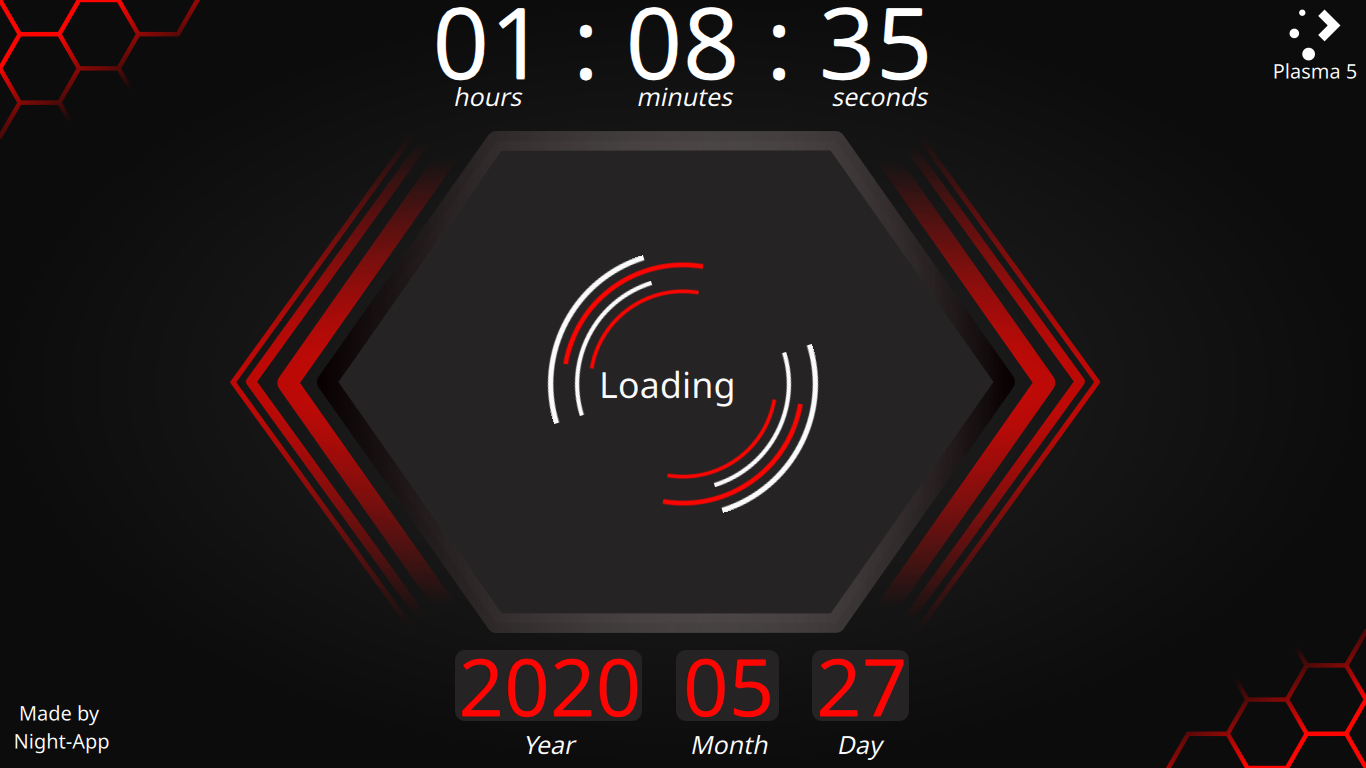 01 : 08 : 35
hours minutes seconds
Plasma 5
Loading
2020 05 27
Year Month Day
Made by
Night-App